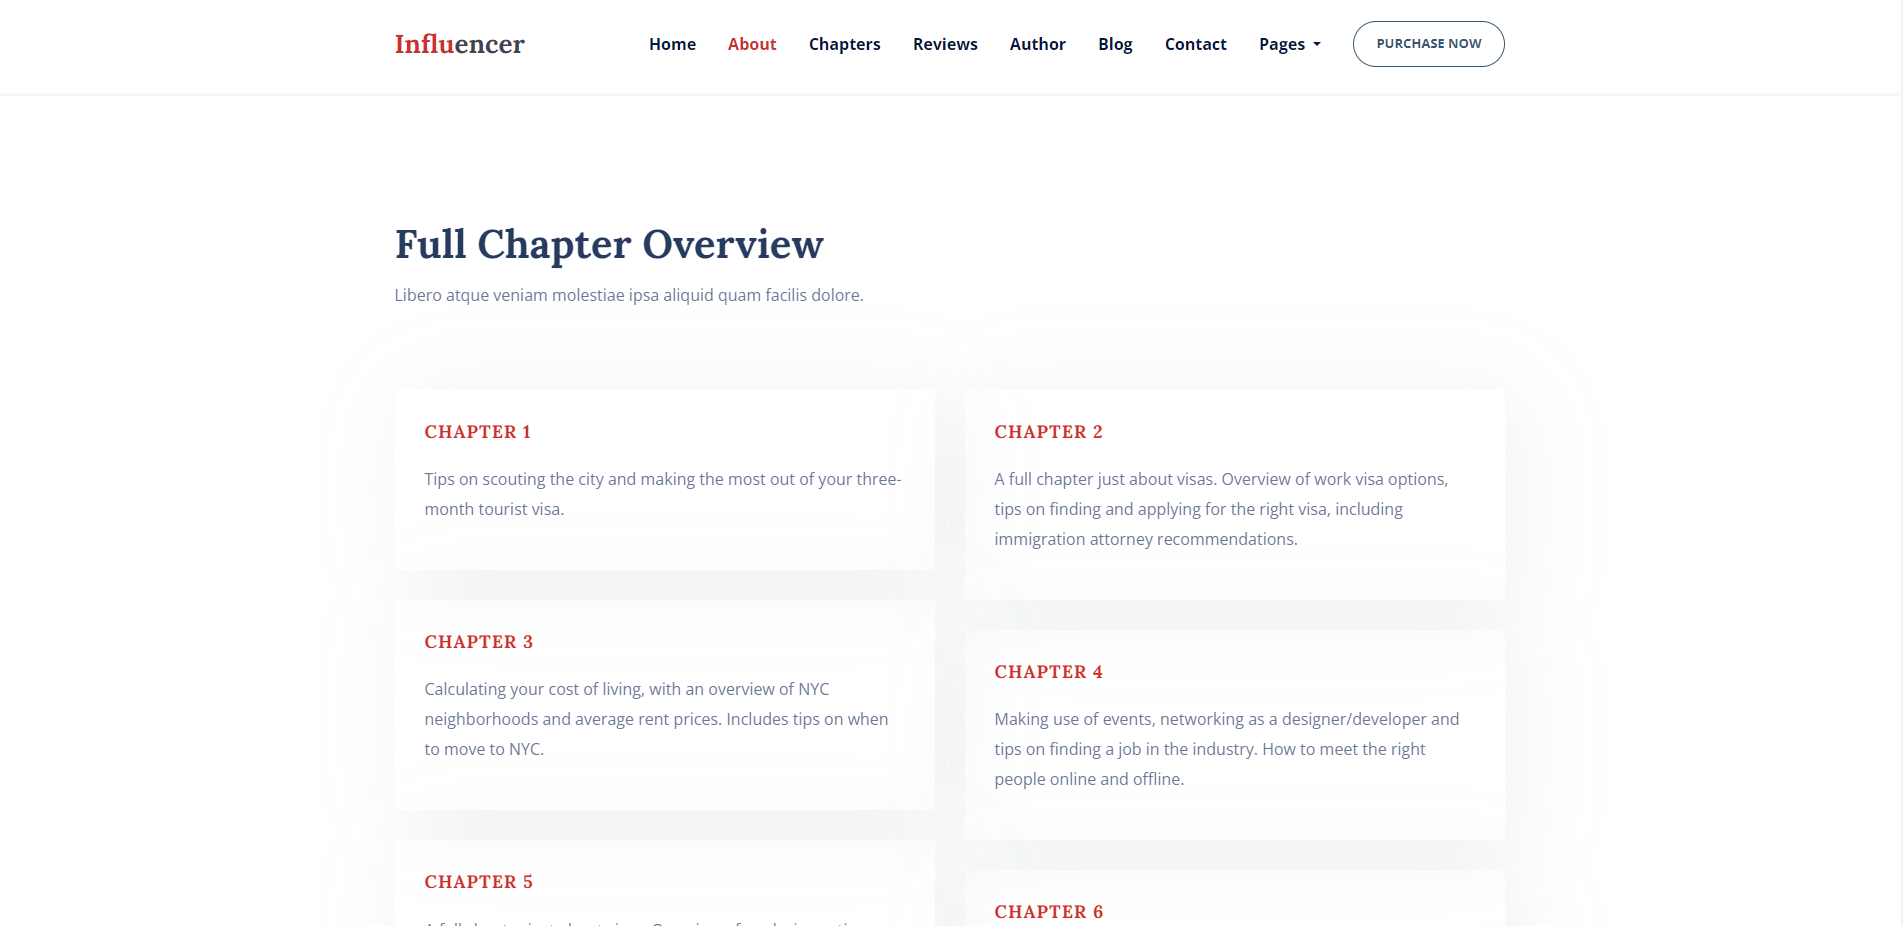 Influencer
Home
About
Chapters
Reviews
Author
Blog
Contact
Pages
PURCHASE NOW
Full Chapter Overview
Libero atque veniam molestiae ipsa aliquid quam facilis dolore.
CHAPTER 1
Tips on scouting the city and making the most out of your three-
month tourist visa.
CHAPTER 2
A full chapter just about visas. Overview of work visa options,
tips on finding and applying for the right visa, including
immigration attorney recommendations.
CHAPTER 3
Calculating your cost of living, with an overview of NYC
neighborhoods and average rent prices. Includes tips on when
to move to NYC.
CHAPTER 4
Making use of events, networking as a designer/developer and
tips on finding a job in the industry. How to meet the right
people online and offline.
CHAPTER 5
CHAPTER 6